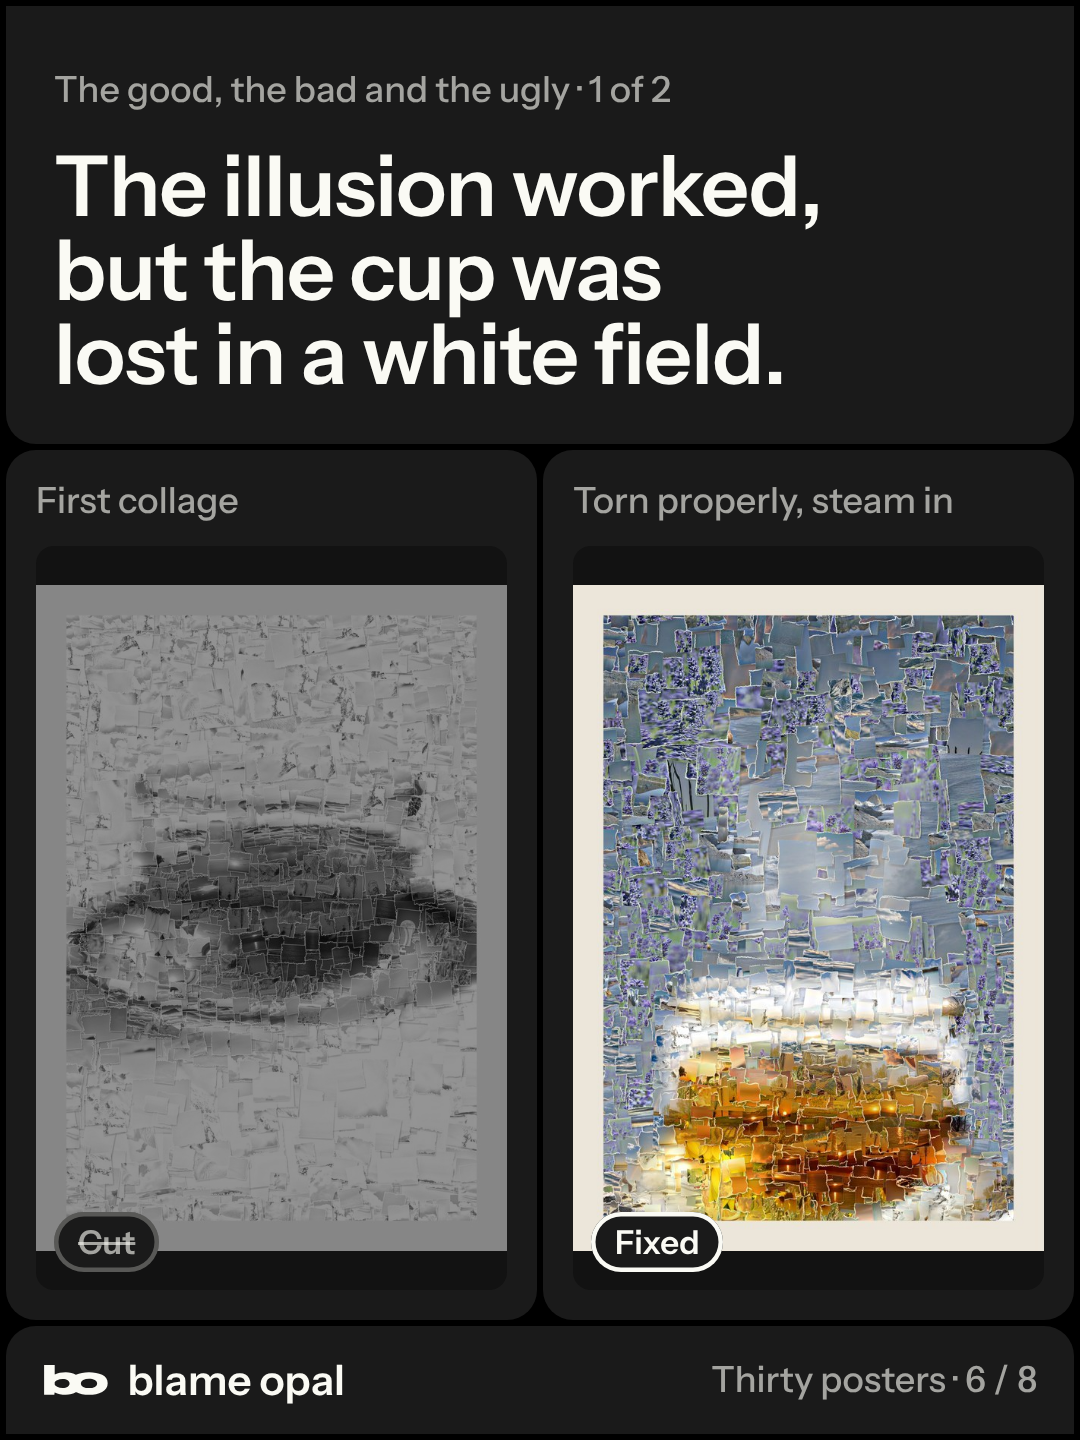 The good, the bad and the ugly · 1 of 2
The illusion worked,
but the cup was
lost in a white field.
First collage
Torn properly, steam in
Cut
Fixed
bo blame opal
Thirty posters · 6 / 8